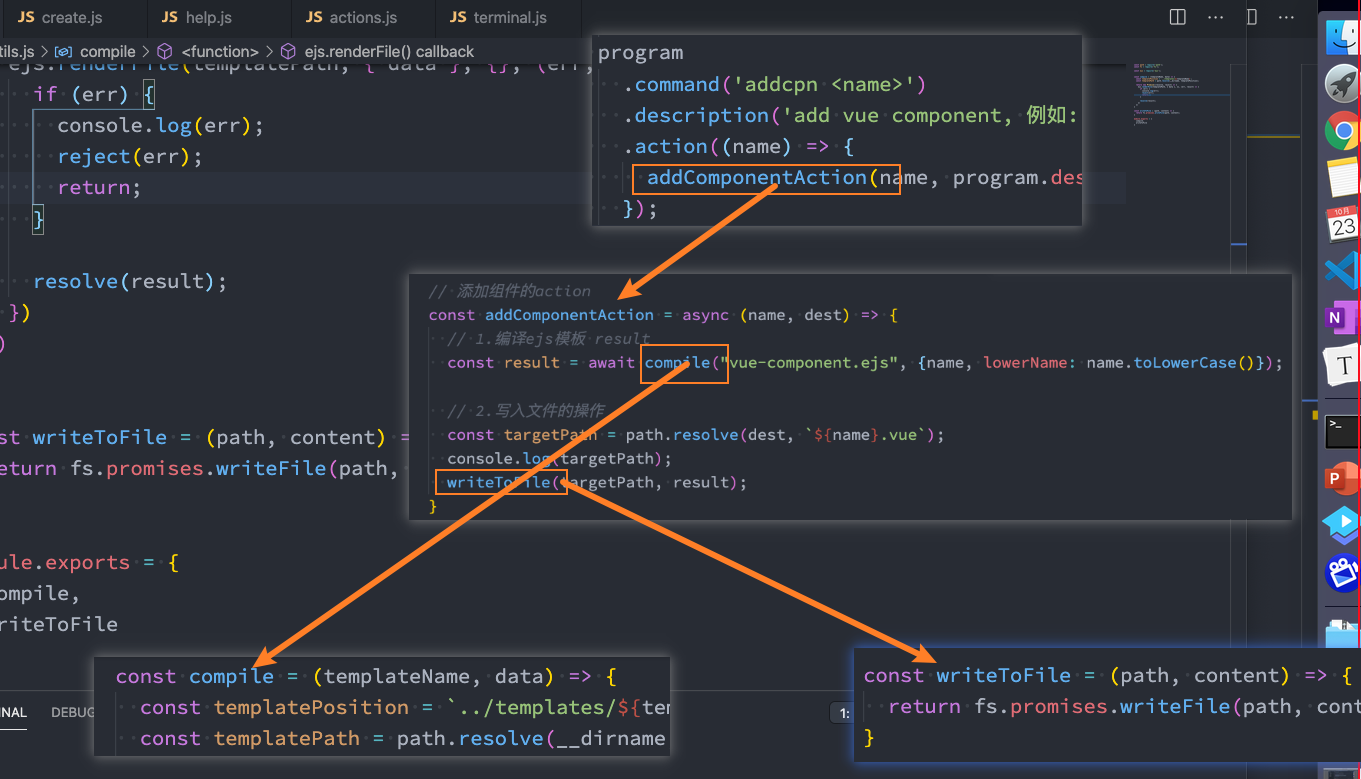 JS create.js
JS help.js
JS actions.js
JS terminal.js
tils.js > compile > <function> > ejs.renderFile() callback
ejs.renderFile(templatePath, { data }, {}, (err,
if (err) {
console.log(err);
reject(err);
return;
}
resolve(result);
})
)
st writeToFile = (path, content) =
eturn fs.promises.writeFile(path,
ule.exports = {
ompile,
riteToFile
program
.command('addcpn <name>')
.description('add vue component, 例如:
.action((name) => {
addComponentAction(name, program.des
});
// 添加组件的action
const addComponentAction = async (name, dest) => {
// 1.编译ejs模板 result
const result = await compile("vue-component.ejs", {name, lowerName: name.toLowerCase()});
// 2.写入文件的操作
const targetPath = path.resolve(dest, `${name}.vue`);
console.log(targetPath);
writeToFile(targetPath, result);
}
const compile = (templateName, data) => {
const templatePosition = `../templates/${tem
const templatePath = path.resolve(__dirname
const writeToFile = (path, content) => {
return fs.promises.writeFile(path, cont
}
INAL
DEBUG
1:
10月
23
N
T
>_
P